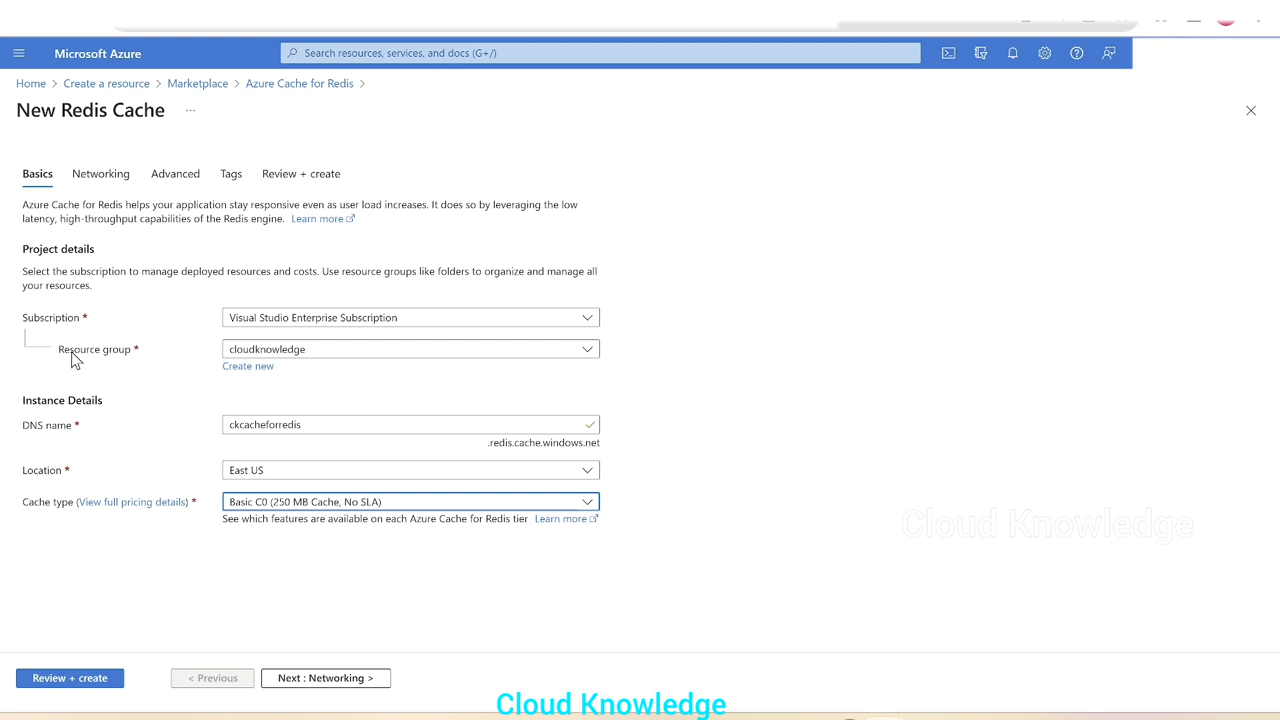 Microsoft Azure
Search resources, services, and docs (G+/)
Home > Create a resource > Marketplace > Azure Cache for Redis >
New Redis Cache ...
Basics Networking Advanced Tags Review + create
Azure Cache for Redis helps your application stay responsive even as user load increases. It does so by leveraging the low
latency, high-throughput capabilities of the Redis engine. Learn more
Project details
Select the subscription to manage deployed resources and costs. Use resource groups like folders to organize and manage all
your resources.
Subscription * Visual Studio Enterprise Subscription
Resource group * cloudknowledge
Create new
Instance Details
DNS name * ckcacheforredis
.redis.cache.windows.net
Location * East US
Cache type (View full pricing details) * Basic C0 (250 MB Cache, No SLA)
See which features are available on each Azure Cache for Redis tier Learn more
Cloud Knowledge
Review + create < Previous Next : Networking >
Cloud Knowledge